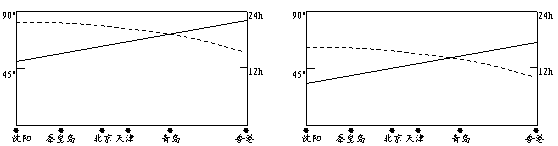 90° 24h 90° 24h
45° 12h 45° 12h
沈阳 秦皇岛 北京 天津 青岛 香港 沈阳 秦皇岛 北京 天津 青岛 香港